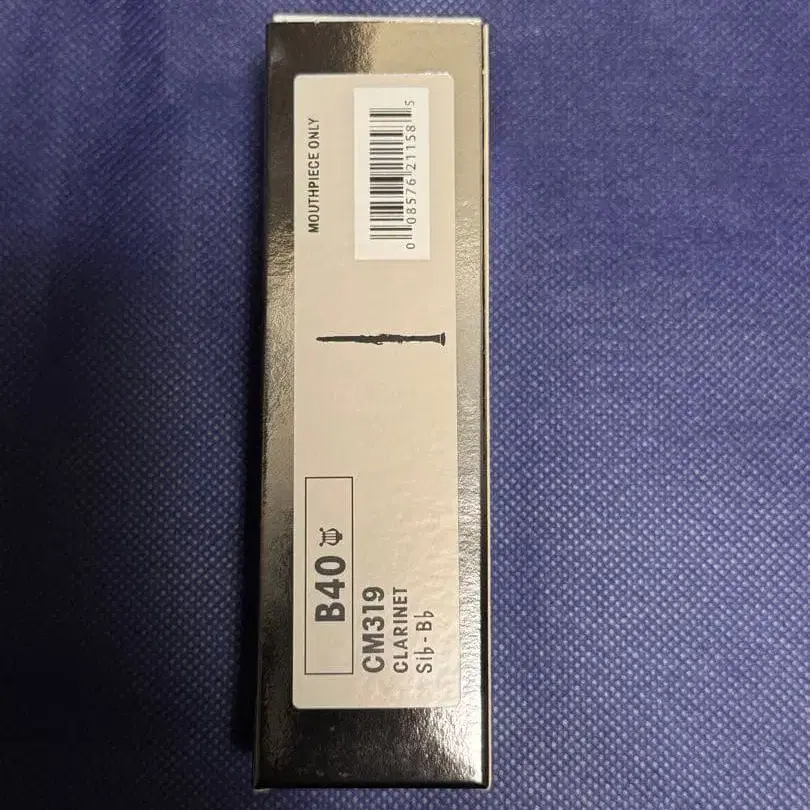 MOUTHPIECE ONLY
0 08576 21158 5
B40
CM319
CLARINET
Si♭ - B♭